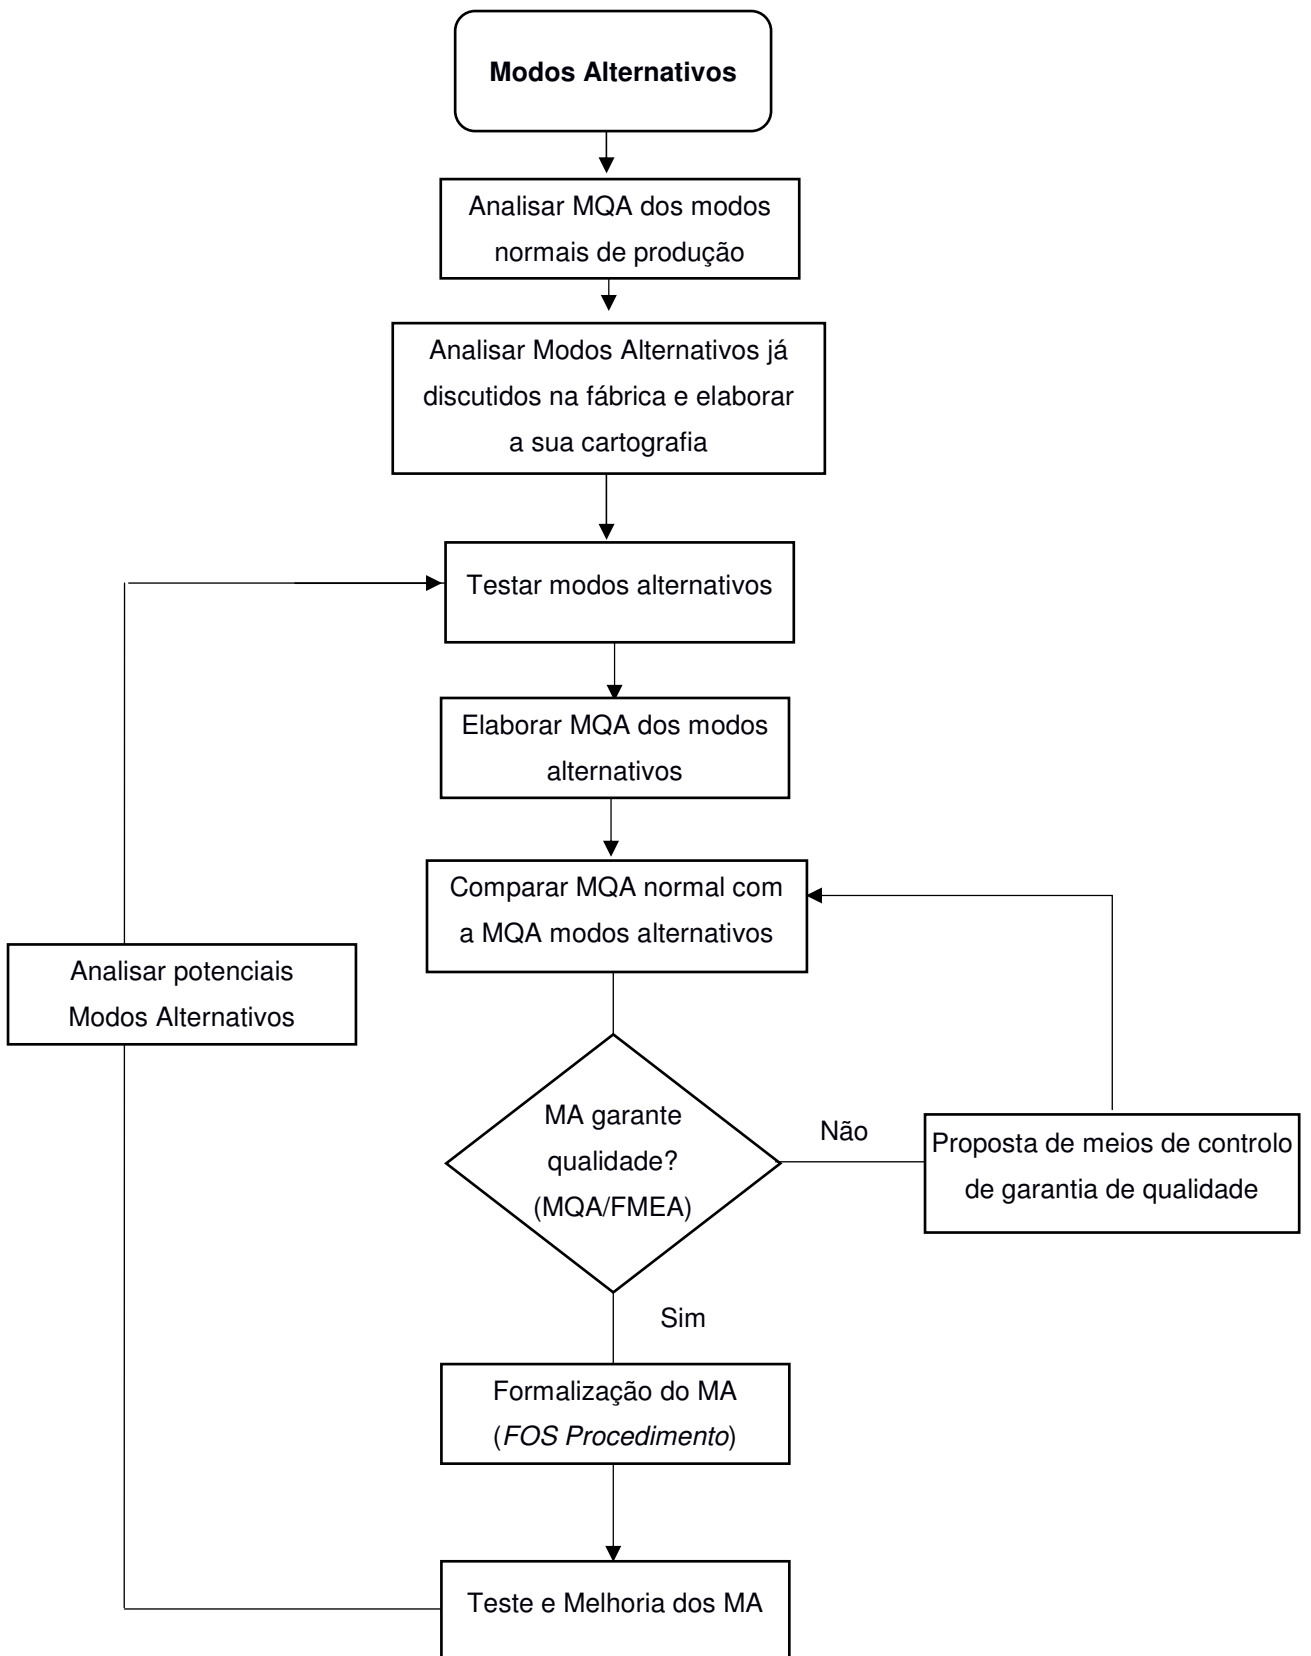 Modos Alternativos
Analisar MQA dos modos
normais de produção
Analisar Modos Alternativos já
discutidos na fábrica e elaborar
a sua cartografia
Testar modos alternativos
Elaborar MQA dos modos
alternativos
Comparar MQA normal com
a MQA modos alternativos
Analisar potenciais
Modos Alternativos
MA garante
qualidade?
(MQA/FMEA)
Não
Proposta de meios de controlo
de garantia de qualidade
Sim
Formalização do MA
(FOS Procedimento)
Teste e Melhoria dos MA